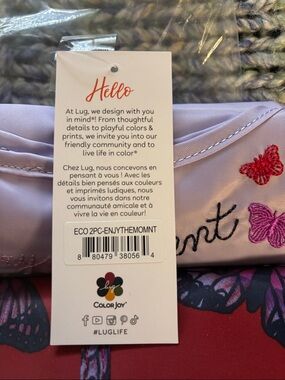 Hello
At Lug, we design with you
in mind®! From thoughtful
details to playful colors &
prints, we invite you into our
friendly community and to
live life in color®
Chez Lug, nous concevons en
pensant à vous ! Avec les
détails bien pensés aux couleurs
et imprimés ludiques, nous
vous invitons dans notre
communauté amicale et à
vivre la vie en couleur!
ECO 2PC-ENJYTHEMOMNT
8 80479 38056 4
COLOR JOY
#LUGLIFE
ent